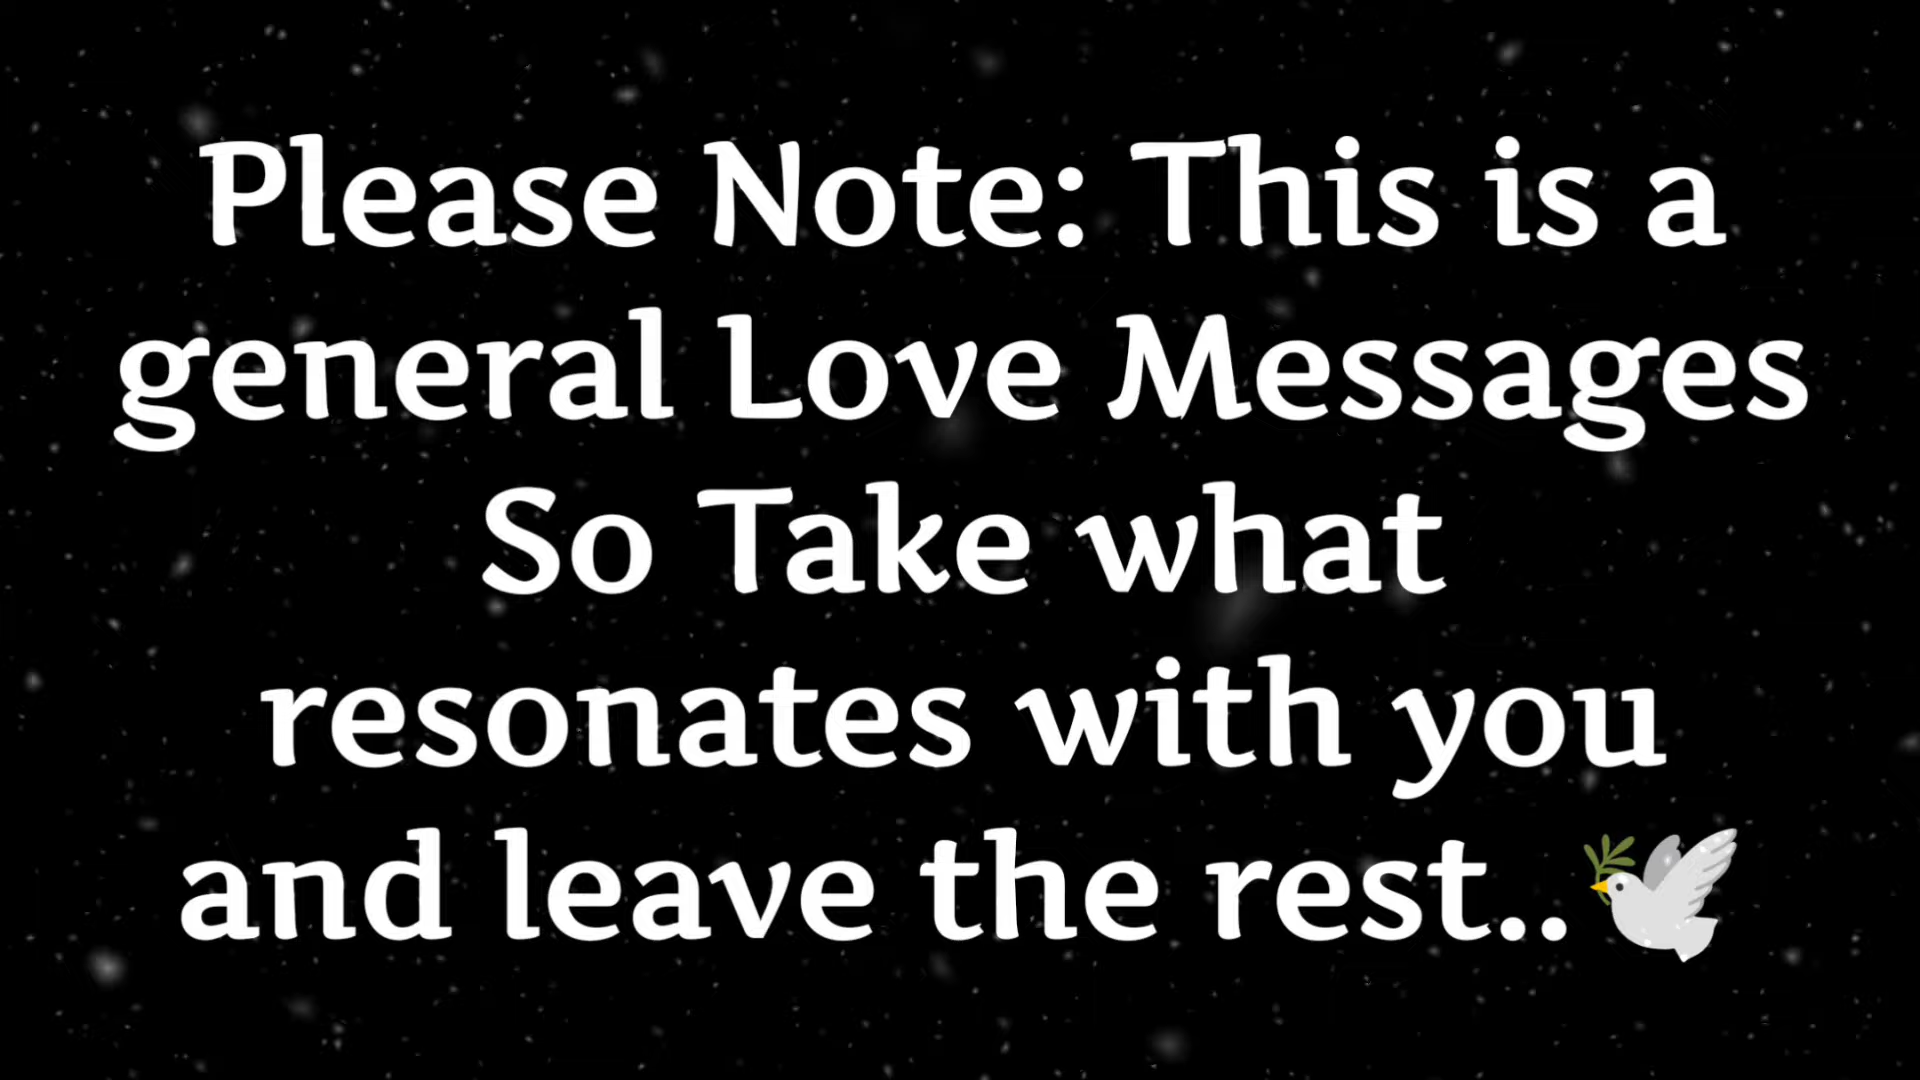 Please Note: This is a
general Love Messages
So Take what
resonates with you
and leave the rest..🕊️